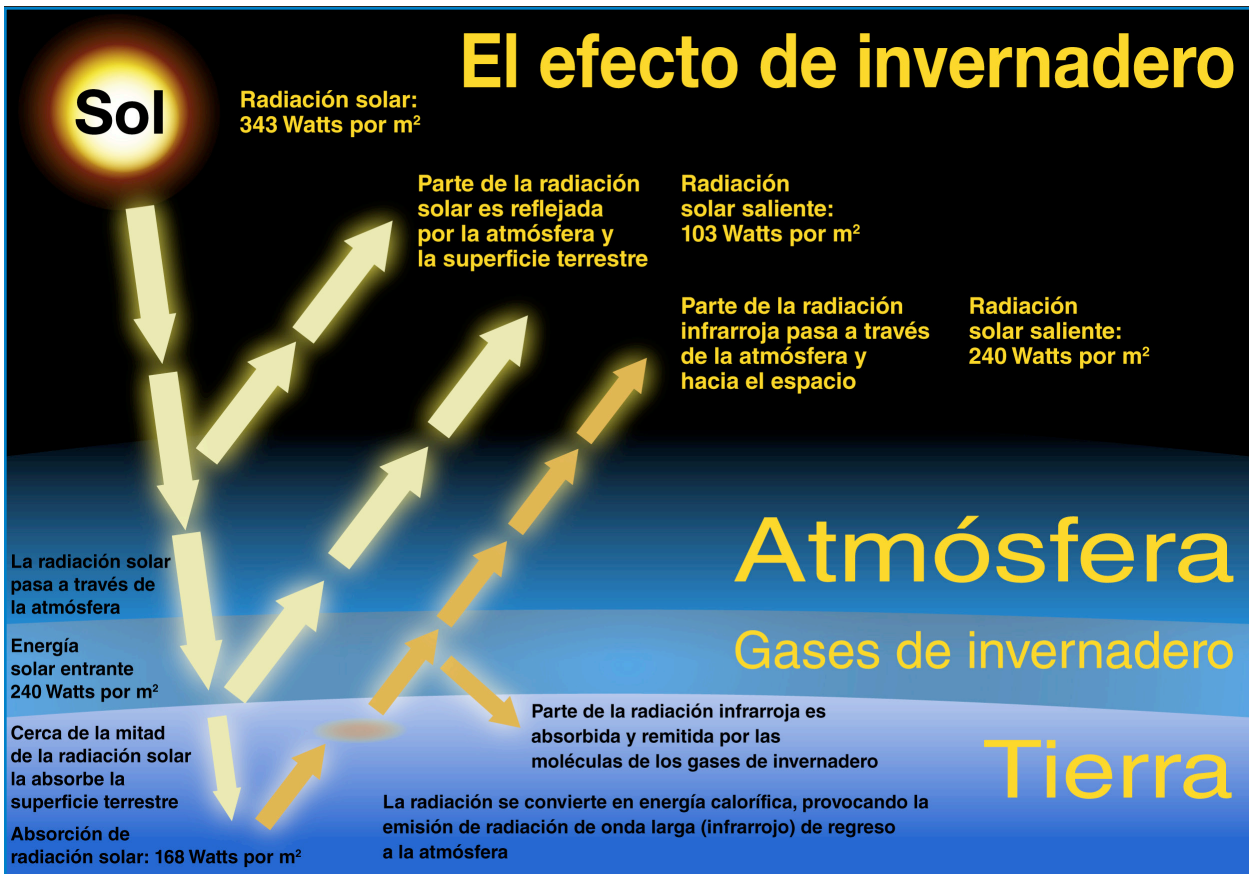 El efecto de invernadero
Sol
Radiación solar:
343 Watts por m²
Parte de la radiación
solar es reflejada
por la atmósfera y
la superficie terrestre
Radiación
solar saliente:
103 Watts por m²
Parte de la radiación
infrarroja pasa a través
de la atmósfera y
hacia el espacio
Radiación
solar saliente:
240 Watts por m²
Atmósfera
La radiación solar
pasa a través de
la atmósfera
Gases de invernadero
Energía
solar entrante
240 Watts por m²
Tierra
Cerca de la mitad
de la radiación solar
la absorbe la
superficie terrestre
Parte de la radiación infrarroja es
absorbida y remitida por las
moléculas de los gases de invernadero
La radiación se convierte en energía calorífica, provocando la
emisión de radiación de onda larga (infrarrojo) de regreso
a la atmósfera
Absorción de
radiación solar: 168 Watts por m²